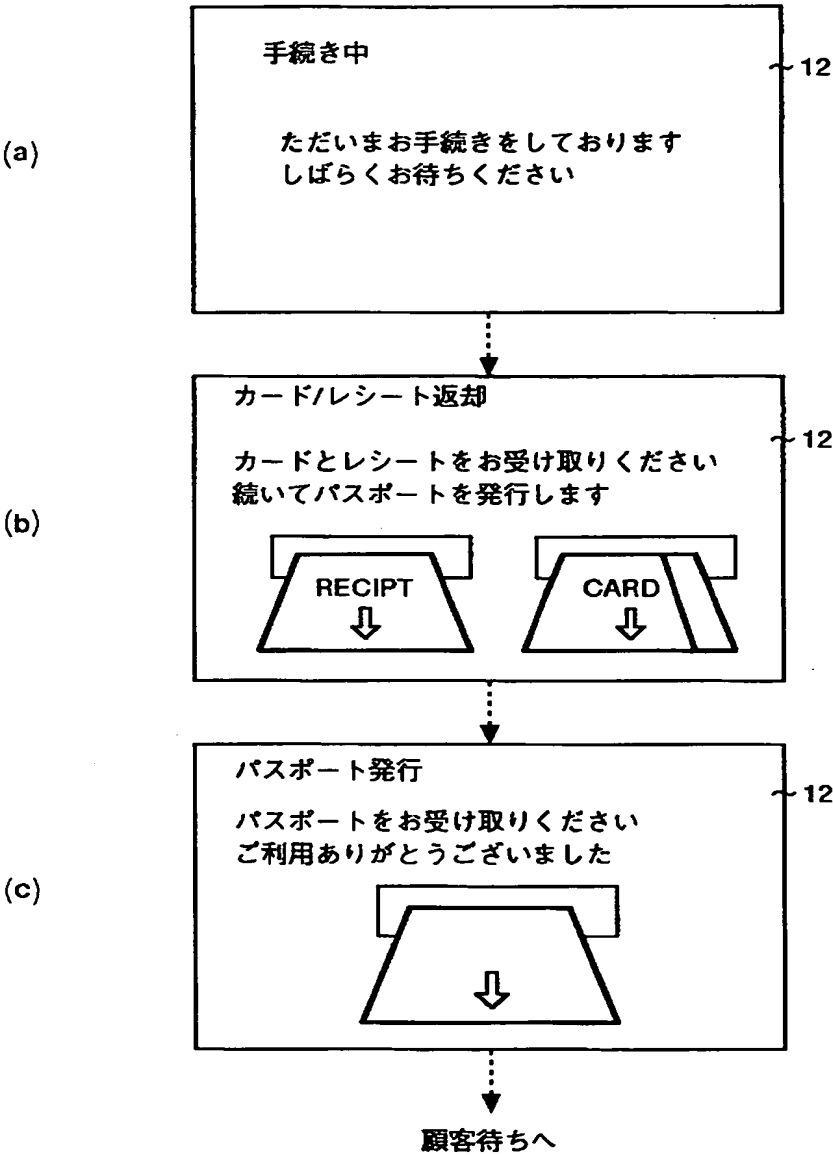 手続き中
12
(a)
ただいまお手続きをしております
しばらくお待ちください
カード/レシート返却
12
カードとレシートをお受け取りください
続いてパスポートを発行します
(b)
RECIPT
CARD
パスポート発行
12
パスポートをお受け取りください
ご利用ありがとうございました
(c)
顧客待ちへ